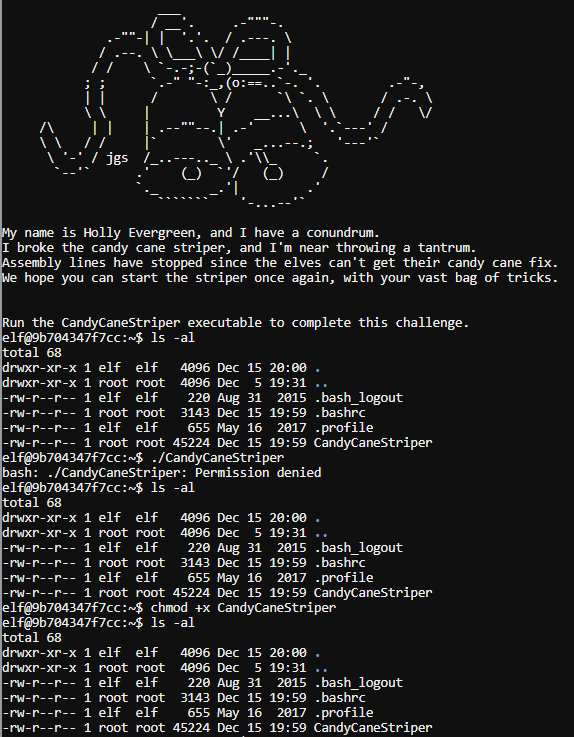 jgs
My name is Holly Evergreen, and I have a conundrum.
I broke the candy cane striper, and I'm near throwing a tantrum.
Assembly lines have stopped since the elves can't get their candy cane fix.
We hope you can start the striper once again, with your vast bag of tricks.
Run the CandyCaneStriper executable to complete this challenge.
elf@9b704347f7cc:~$ ls -al
total 68
drwxr-xr-x 1 elf  elf   4096 Dec 15 20:00 .
drwxr-xr-x 1 root root  4096 Dec  5 19:31 ..
-rw-r--r-- 1 elf  elf    220 Aug 31  2015 .bash_logout
-rw-r--r-- 1 root root  3143 Dec 15 19:59 .bashrc
-rw-r--r-- 1 elf  elf    655 May 16  2017 .profile
-rw-r--r-- 1 root root 45224 Dec 15 19:59 CandyCaneStriper
elf@9b704347f7cc:~$ ./CandyCaneStriper
bash: ./CandyCaneStriper: Permission denied
elf@9b704347f7cc:~$ ls -al
total 68
drwxr-xr-x 1 elf  elf   4096 Dec 15 20:00 .
drwxr-xr-x 1 root root  4096 Dec  5 19:31 ..
-rw-r--r-- 1 elf  elf    220 Aug 31  2015 .bash_logout
-rw-r--r-- 1 root root  3143 Dec 15 19:59 .bashrc
-rw-r--r-- 1 elf  elf    655 May 16  2017 .profile
-rw-r--r-- 1 root root 45224 Dec 15 19:59 CandyCaneStriper
elf@9b704347f7cc:~$ chmod +x CandyCaneStriper
elf@9b704347f7cc:~$ ls -al
total 68
drwxr-xr-x 1 elf  elf   4096 Dec 15 20:00 .
drwxr-xr-x 1 root root  4096 Dec  5 19:31 ..
-rw-r--r-- 1 elf  elf    220 Aug 31  2015 .bash_logout
-rw-r--r-- 1 root root  3143 Dec 15 19:59 .bashrc
-rw-r--r-- 1 elf  elf    655 May 16  2017 .profile
-rw-r--r-- 1 root root 45224 Dec 15 19:59 CandyCaneStriper